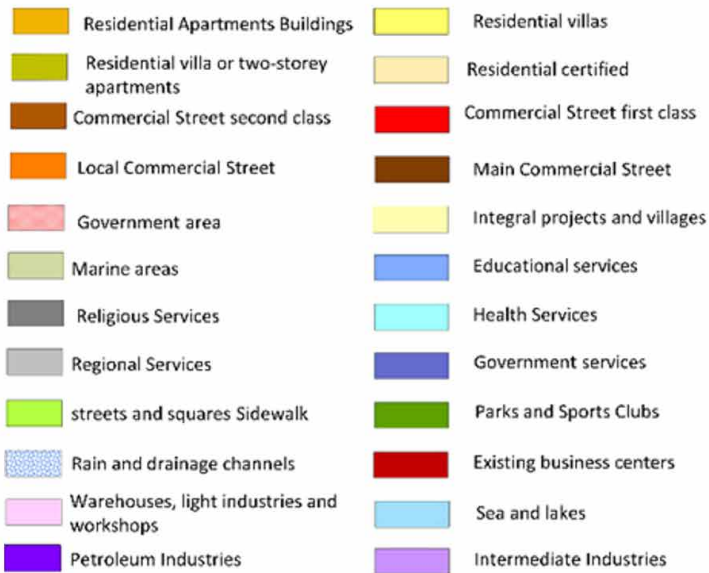 Residential Apartments Buildings
Residential villas
Residential villa or two-storey
apartments
Residential certified
Commercial Street second class
Commercial Street first class
Local Commercial Street
Main Commercial Street
Government area
Integral projects and villages
Marine areas
Educational services
Religious Services
Health Services
Regional Services
Government services
streets and squares Sidewalk
Parks and Sports Clubs
Rain and drainage channels
Existing business centers
Warehouses, light industries and
workshops
Sea and lakes
Petroleum Industries
Intermediate Industries